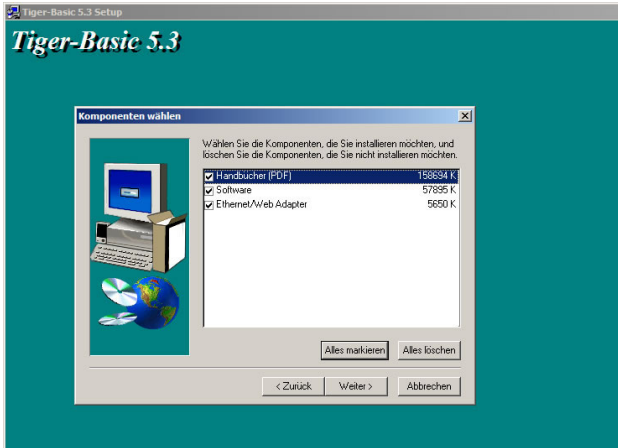 Tiger-Basic 5.3 Setup
Tiger-Basic 5.3
Komponenten wählen
Wählen Sie die Komponenten, die Sie installieren möchten, und
löschen Sie die Komponenten, die Sie nicht installieren möchten.
Handbücher (PDF) 158694 K
Software 57895 K
Ethernet/Web Adapter 5650 K
Alles markieren Alles löschen
< Zurück Weiter > Abbrechen